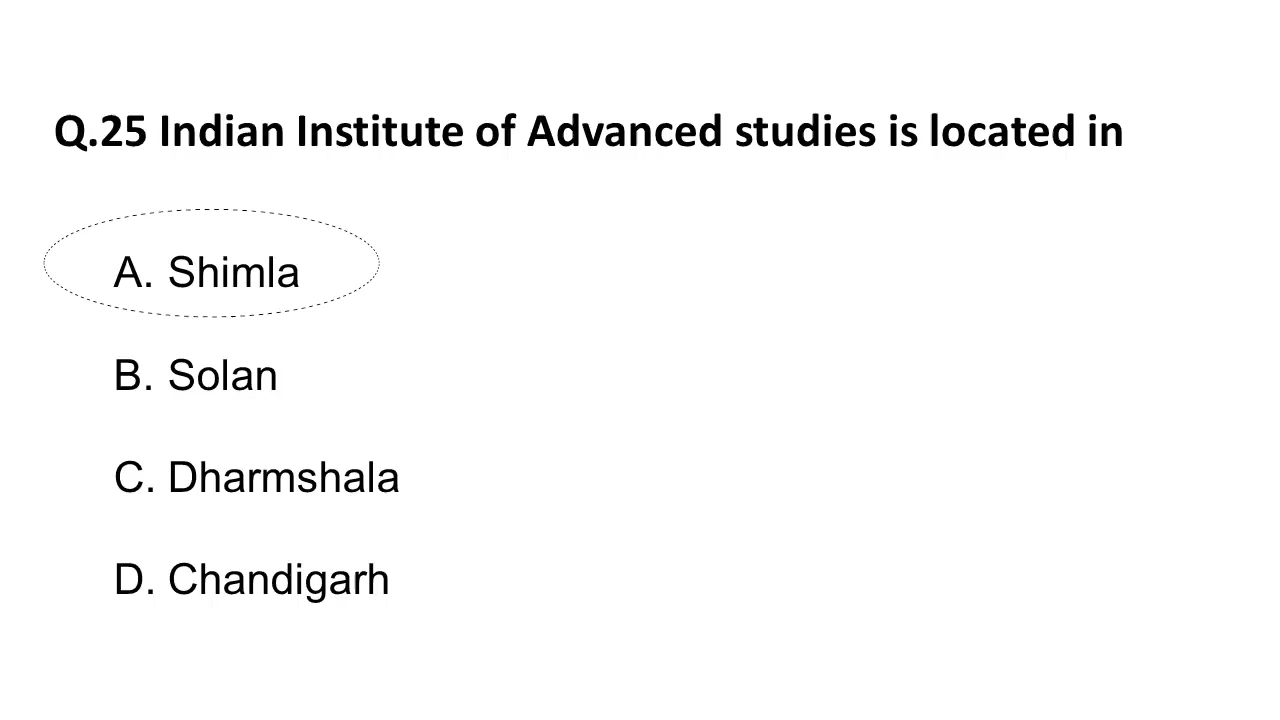 Q.25 Indian Institute of Advanced studies is located in
A. Shimla
B. Solan
C. Dharmshala
D. Chandigarh